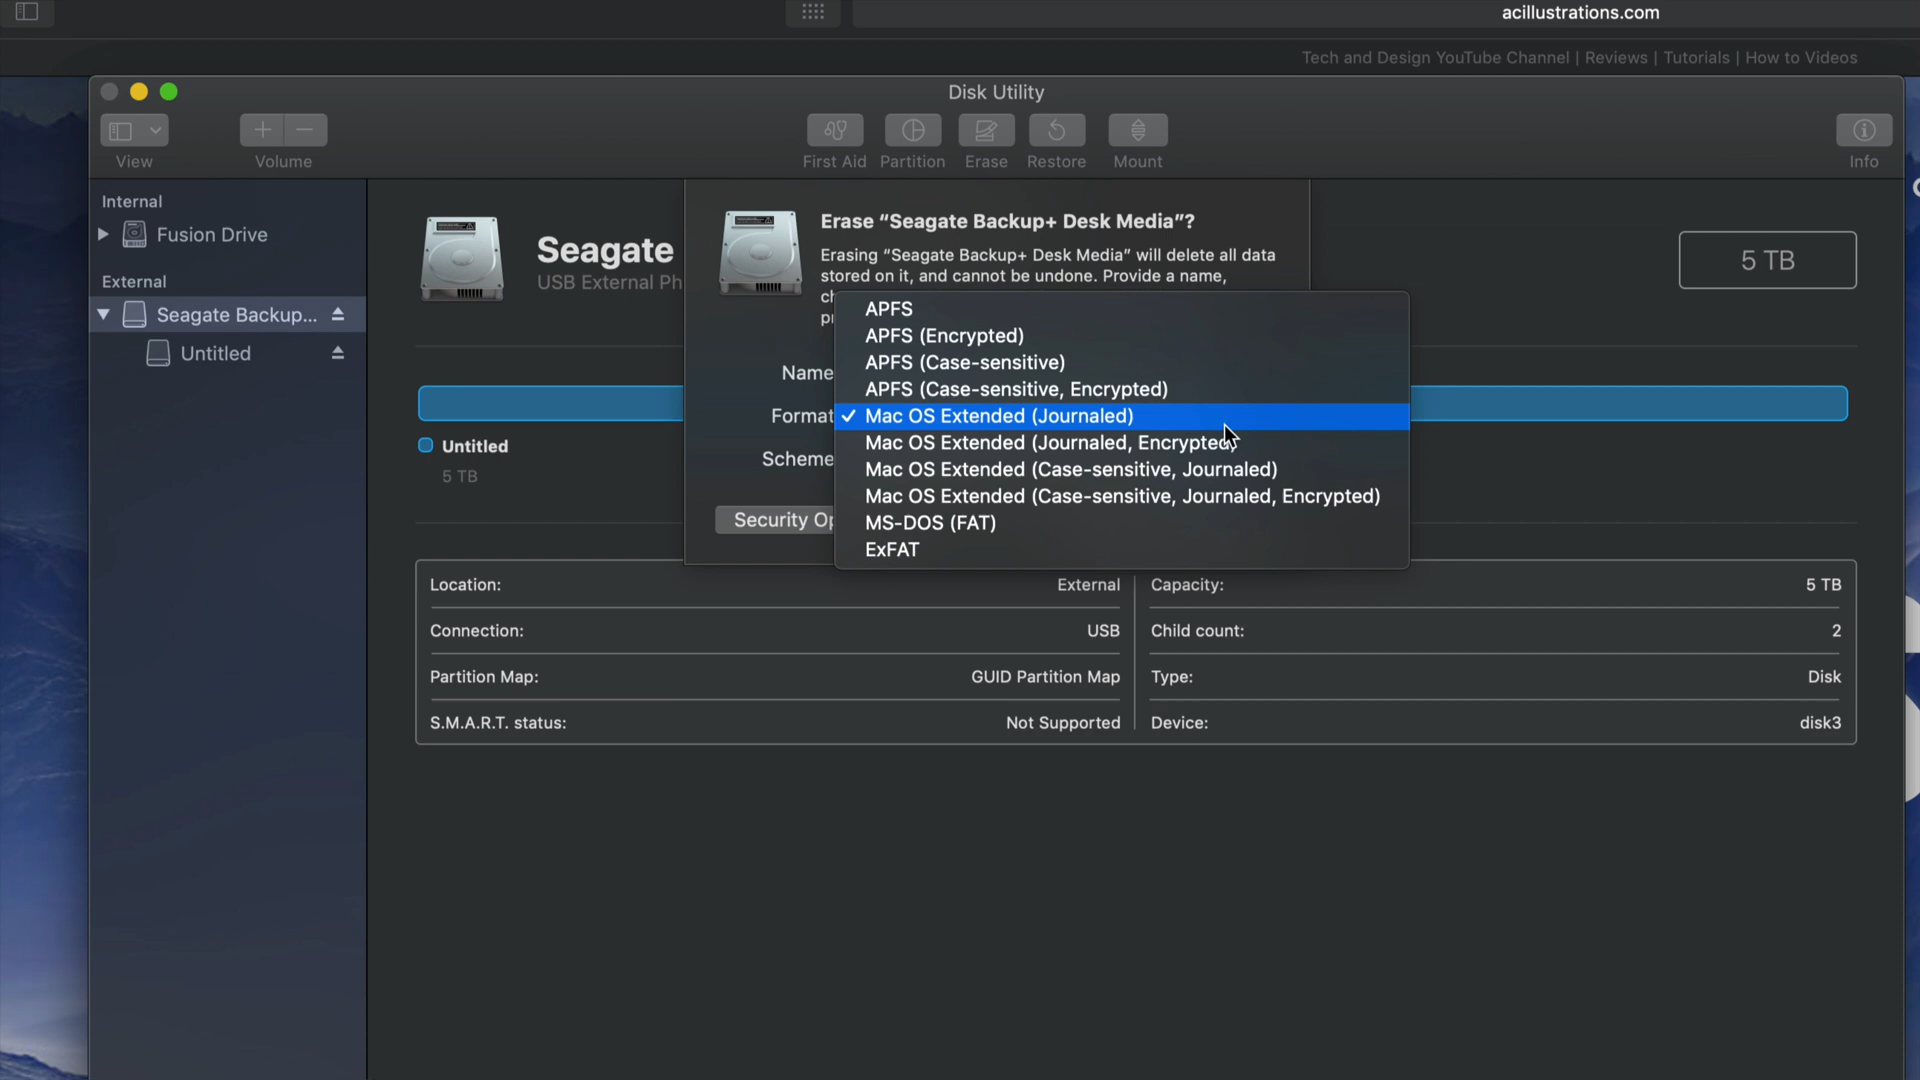 acillustrations.com
Tech and Design YouTube Channel | Reviews | Tutorials | How to Videos
Disk Utility
View
Volume
First Aid
Partition
Erase
Restore
Mount
Info
Internal
Fusion Drive
External
Seagate Backup...
Untitled
Seagate
USB External Ph
5 TB
Erase “Seagate Backup+ Desk Media”?
Erasing “Seagate Backup+ Desk Media” will delete all data
stored on it, and cannot be undone. Provide a name,
Name
Format
Scheme
Security Op
APFS
APFS (Encrypted)
APFS (Case-sensitive)
APFS (Case-sensitive, Encrypted)
✓ Mac OS Extended (Journaled)
Mac OS Extended (Journaled, Encrypted)
Mac OS Extended (Case-sensitive, Journaled)
Mac OS Extended (Case-sensitive, Journaled, Encrypted)
MS-DOS (FAT)
ExFAT
Untitled
5 TB
Location: External
Connection: USB
Partition Map: GUID Partition Map
S.M.A.R.T. status: Not Supported
Capacity: 5 TB
Child count: 2
Type: Disk
Device: disk3